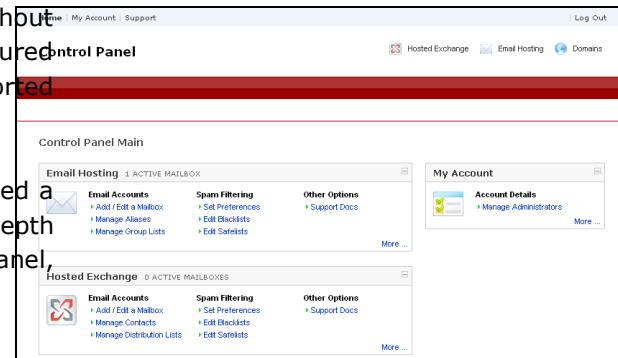 hout
ured
orted
ed a
epth
anel,
Home | My Account | Support | Log Out
Control Panel
Hosted Exchange Email Hosting Domains
Control Panel Main
Email Hosting 1 ACTIVE MAILBOX
Email Accounts Spam Filtering Other Options
Add / Edit a Mailbox Set Preferences Support Docs
Manage Aliases Edit Blacklists
Manage Group Lists Edit Safelists
More ...
My Account
Account Details
Manage Administrators
More ...
Hosted Exchange 0 ACTIVE MAILBOXES
Email Accounts Spam Filtering Other Options
Add / Edit a Mailbox Set Preferences Support Docs
Manage Contacts Edit Blacklists
Manage Distribution Lists Edit Safelists
More ...